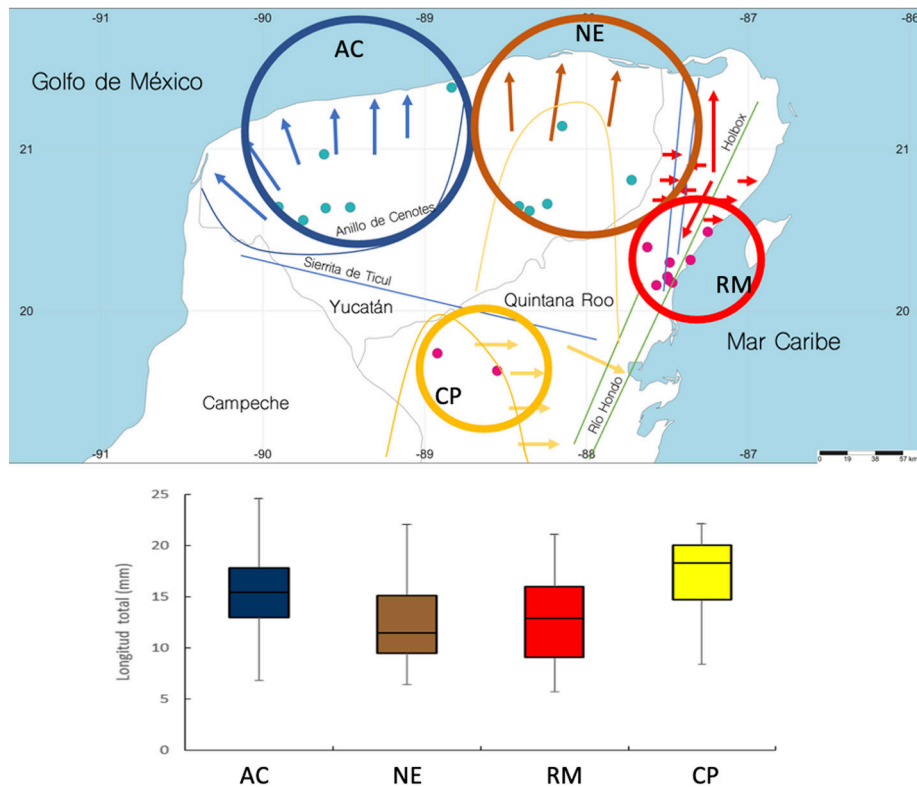 -91 -90 -89 -88 -87 -86
AC NE
Golfo de México
21 21
Holbox
Anillo de Cenotes
Sierrita de Ticul
RM
Yucatán Quintana Roo
20 20
Mar Caribe
CP
Campeche
Río Hondo
-91 -90 -89 -88 -87
0 19 38 57 km
25
20
15
10
5
0
Longitud total (mm)
AC NE RM CP